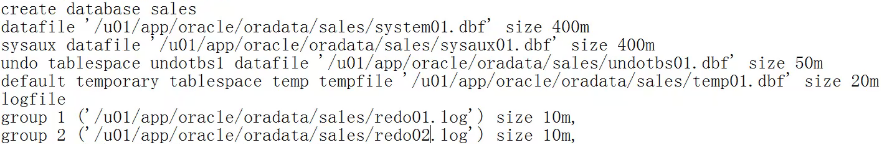 create database sales
datafile '/u01/app/oracle/oradata/sales/system01.dbf' size 400m
sysaux datafile '/u01/app/oracle/oradata/sales/sysaux01.dbf' size 400m
undo tablespace undotbs1 datafile '/u01/app/oracle/oradata/sales/undotbs01.dbf' size 50m
default temporary tablespace temp tempfile '/u01/app/oracle/oradata/sales/temp01.dbf' size 20m
logfile
group 1 ('/u01/app/oracle/oradata/sales/redo01.log') size 10m,
group 2 ('/u01/app/oracle/oradata/sales/redo02.log') size 10m,